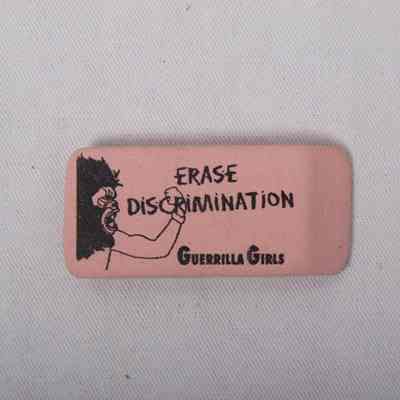 ERASE
DISCRIMINATION
GUERRILLA GIRLS